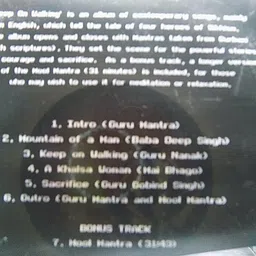 eep On Walking' is an album of contemporary songs, mainly
n English, which tell the tale of four heroes of Sikhism.
e album opens and closes with Mantras taken from
h scriptures). They set the scene for the powerful stories
courage and sacrifice. As a bonus track, a longer version
of the Mool Mantra (31 minutes) is included, for those
who may wish to use it for meditation or relaxation.
1. Intro (Guru Mantra)
2. Mountain of a Man (Baba Deep Singh)
3. Keep on Walking (Guru Nanak)
4. A Khalsa Woman (Mai Bhago)
5. Sacrifice (Guru Gobind Singh)
6. Outro (Guru Mantra and Mool Mantra)
BONUS TRACK
7. Mool Mantra (31:43)